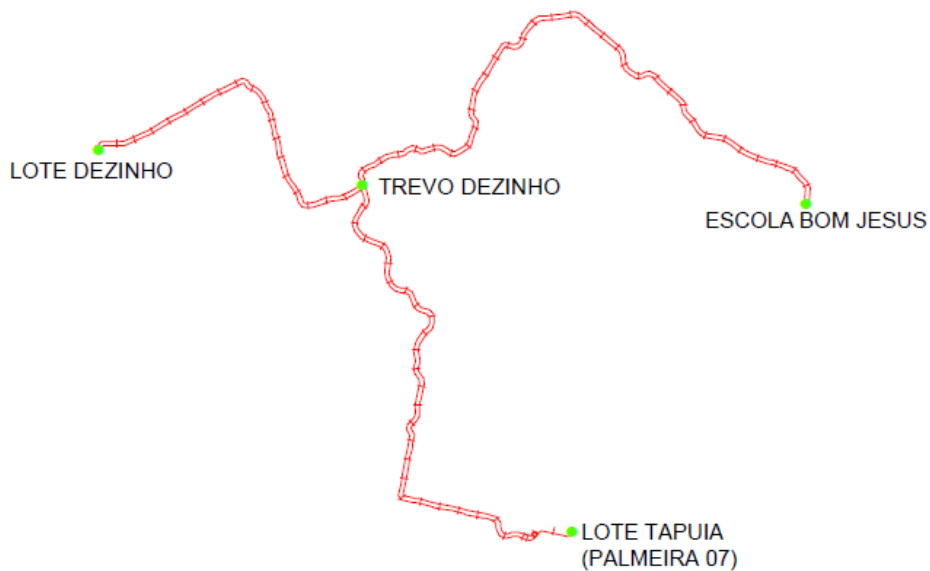 LOTE DEZINHO
TREVO DEZINHO
ESCOLA BOM JESUS
LOTE TAPUIA
(PALMEIRA 07)